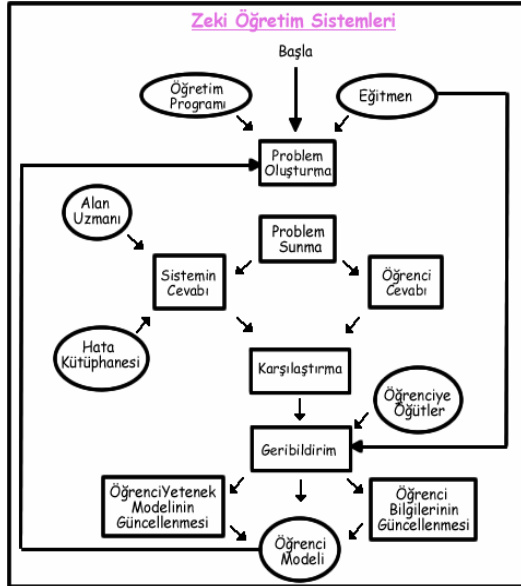 Zeki Öğretim Sistemleri
Başla
Öğretim
Programı
Eğitmen
Problem
Oluşturma
Alan
Uzmanı
Problem
Sunma
Sistemin
Cevabı
Öğrenci
Cevabı
Hata
Kütüphanesi
Karşılaştırma
Öğrenciye
Öğütler
Geribildirim
ÖğrenciYetenek
Modelinin
Güncellenmesi
Öğrenci
Bilgilerinin
Güncellenmesi
Öğrenci
Modeli